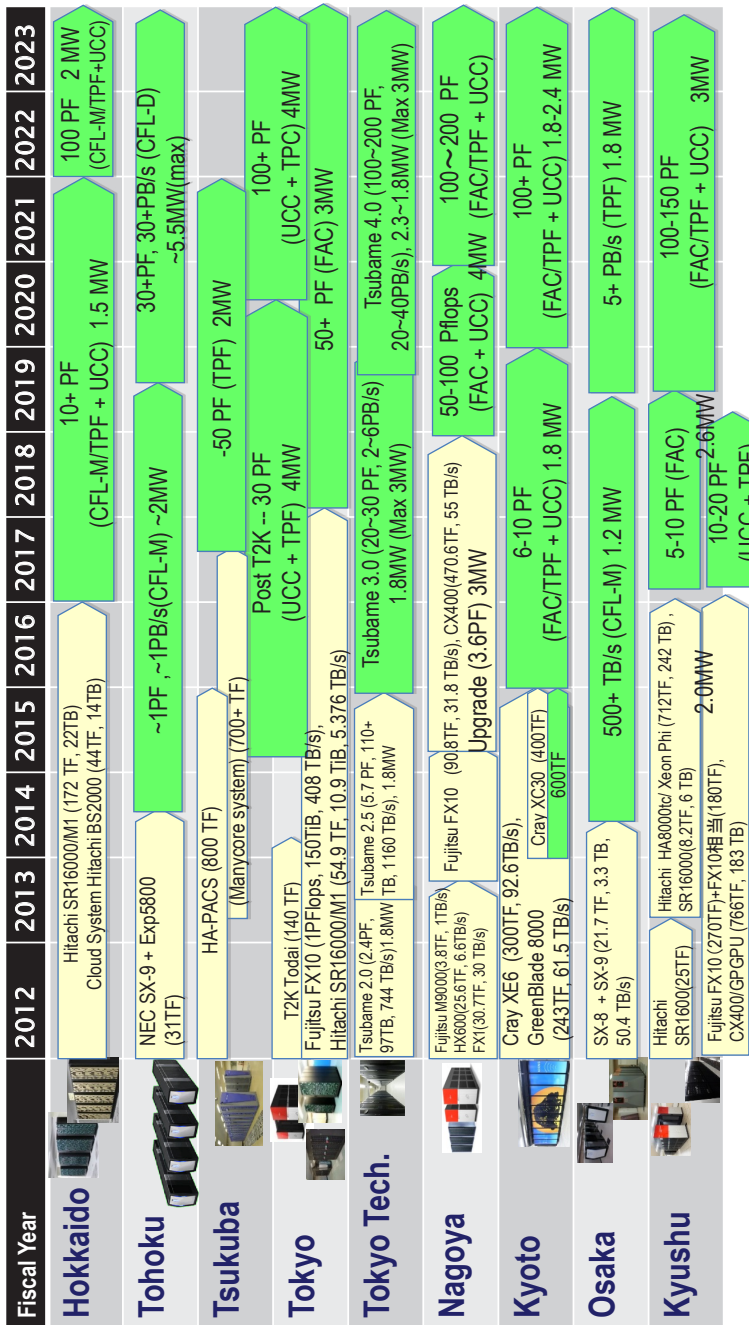 Fiscal Year 2012 2013 2014 2015 2016 2017 2018 2019 2020 2021 2022 2023
Hokkaido
Hitachi SR16000/M1 (172 TF, 22TB)
Cloud System Hitachi BS2000 (44TF, 14TB)
10+ PF
(CFL-M/TPF + UCC) 1.5 MW
100 PF 2 MW
(CFL-M/TPF+UCC)
Tohoku
NEC SX-9 + Exp5800
(31TF)
~1PF, ~1PB/s(CFL-M) ~2MW
30+PF, 30+PB/s (CFL-D)
~5.5MW(max)
Tsukuba
HA-PACS (800 TF)
(Manycore system) (700+ TF)
-50 PF (TPF) 2MW
Tokyo
T2K Todai (140 TF)
Fujitsu FX10 (1PFlops, 150TiB, 408 TB/s),
Hitachi SR16000/M1 (54.9 TF, 10.9 TiB, 5.376 TB/s)
Post T2K -- 30 PF
(UCC + TPF) 4MW
50+ PF (FAC) 3MW
100+ PF
(UCC + TPC) 4MW
Tokyo Tech.
Tsubame 2.0 (2.4PF,
97TB, 744 TB/s)1.8MW
Tsubame 2.5 (5.7 PF, 110+
TB, 1160 TB/s), 1.8MW
Tsubame 3.0 (20~30 PF, 2~6PB/s)
1.8MW (Max 3MW)
Tsubame 4.0 (100~200 PF,
20~40PB/s), 2.3~1.8MW (Max 3MW)
Nagoya
Fujitsu M9000(3.8TF, 1TB/s)
HX600(25.6TF, 6.6TB/s)
FX1(30.7TF, 30 TB/s)
Fujitsu FX10 (90.8TF, 31.8 TB/s), CX400(470.6TF, 55 TB/s)
Upgrade (3.6PF) 3MW
50-100 Pflops
(FAC + UCC) 4MW
100~200 PF
(FAC/TPF + UCC)
Kyoto
Cray XE6 (300TF, 92.6TB/s),
GreenBlade 8000
(243TF, 61.5 TB/s)
Cray XC30 (400TF)
600TF
6-10 PF
(FAC/TPF + UCC) 1.8 MW
100+ PF
(FAC/TPF + UCC) 1.8-2.4 MW
Osaka
SX-8 + SX-9 (21.7 TF, 3.3 TB,
50.4 TB/s)
500+ TB/s (CFL-M) 1.2 MW
5+ PB/s (TPF) 1.8 MW
Kyushu
Hitachi
SR1600(25TF)
Hitachi HA8000tc/ Xeon Phi (712TF, 242 TB) ,
SR16000(8.2TF, 6 TB)
2.0MW
Fujitsu FX10 (270TF)+FX10相当(180TF),
CX400/GPGPU (766TF, 183 TB)
5-10 PF (FAC)
2.6MW
10-20 PF
(UCC + TPF)
100-150 PF
(FAC/TPF + UCC) 3MW